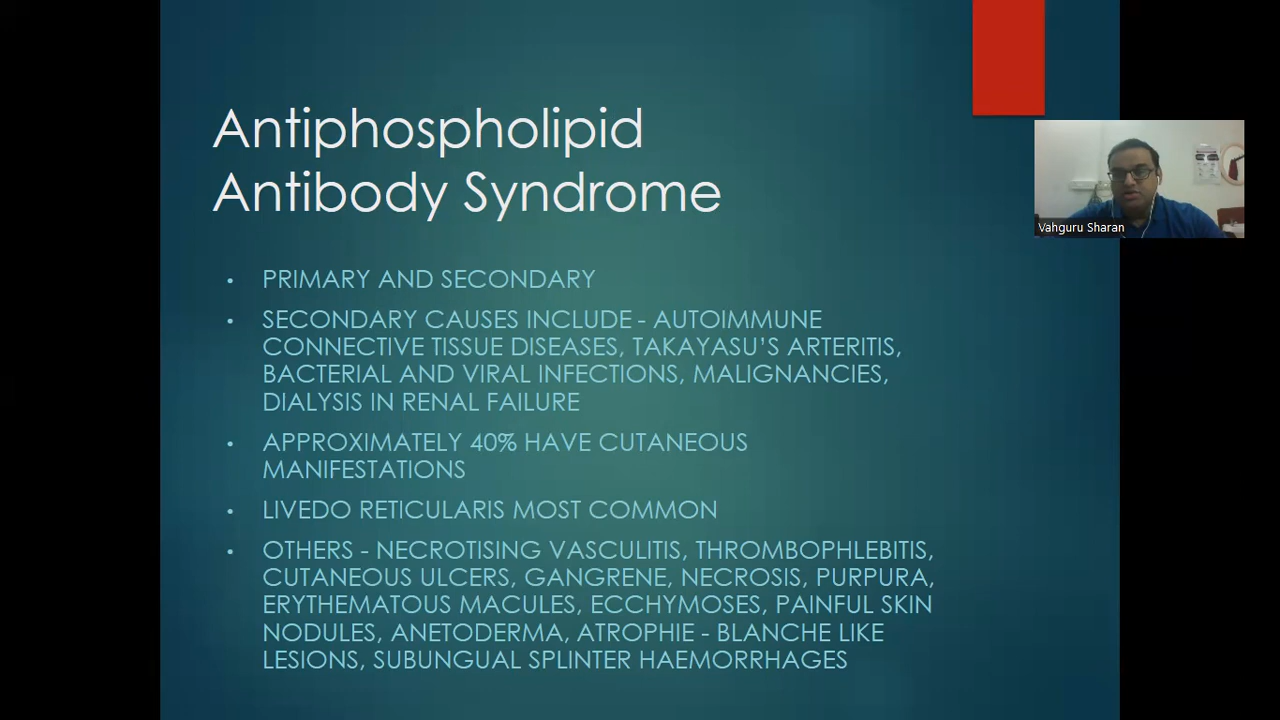 Antiphospholipid
Antibody Syndrome
Vahguru Sharan
• PRIMARY AND SECONDARY
• SECONDARY CAUSES INCLUDE - AUTOIMMUNE
CONNECTIVE TISSUE DISEASES, TAKAYASU'S ARTERITIS,
BACTERIAL AND VIRAL INFECTIONS, MALIGNANCIES,
DIALYSIS IN RENAL FAILURE
• APPROXIMATELY 40% HAVE CUTANEOUS
MANIFESTATIONS
• LIVEDO RETICULARIS MOST COMMON
• OTHERS - NECROTISING VASCULITIS, THROMBOPHLEBITIS,
CUTANEOUS ULCERS, GANGRENE, NECROSIS, PURPURA,
ERYTHEMATOUS MACULES, ECCHYMOSES, PAINFUL SKIN
NODULES, ANETODERMA, ATROPHIE - BLANCHE LIKE
LESIONS, SUBUNGUAL SPLINTER HAEMORRHAGES